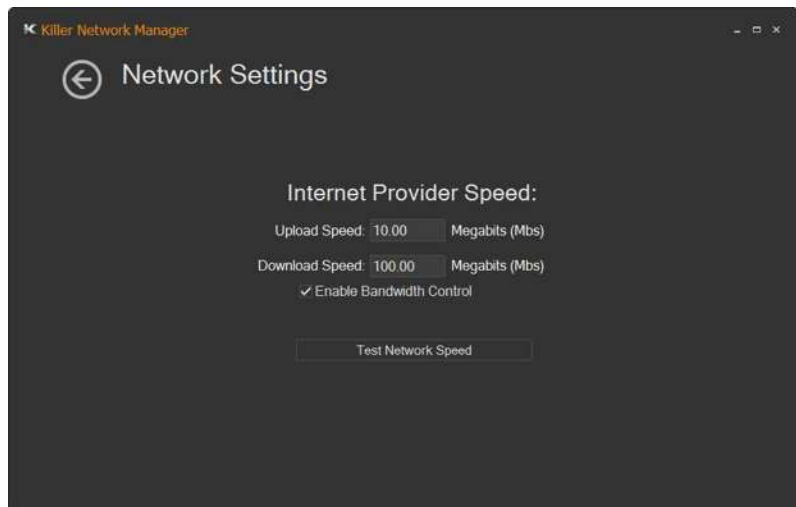 Killer Network Manager
Network Settings
Internet Provider Speed:
Upload Speed: 10.00 Megabits (Mbs)
Download Speed: 100.00 Megabits (Mbs)
Enable Bandwidth Control
Test Network Speed